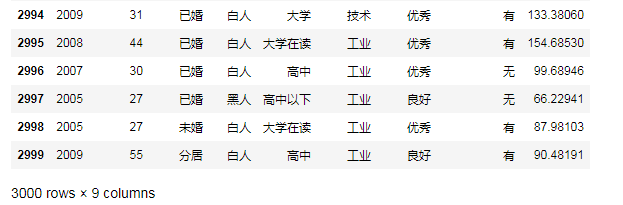 2994 2009 31 已婚 白人 大学 技术 优秀 有 133.38060
2995 2008 44 已婚 白人 大学在读 工业 优秀 有 154.68530
2996 2007 30 已婚 白人 高中 工业 优秀 无 99.68946
2997 2005 27 已婚 黑人 高中以下 工业 良好 无 66.22941
2998 2005 27 未婚 白人 大学在读 工业 优秀 有 87.98103
2999 2009 55 分居 白人 高中 工业 良好 有 90.48191
3000 rows × 9 columns